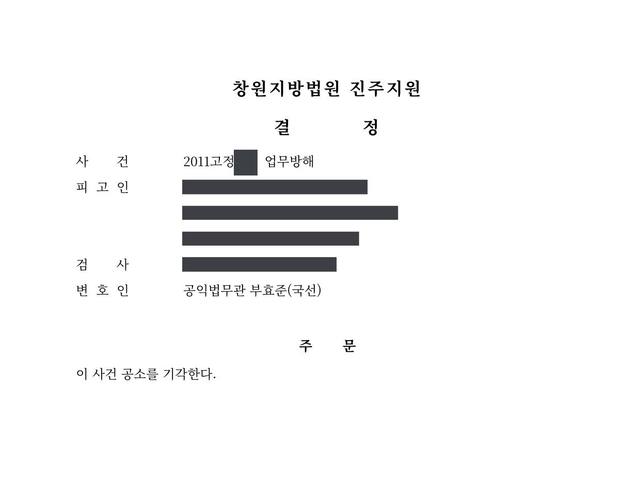 창원지방법원 진주지원
결 정
사 건 2011고정 업무방해
피 고 인
검 사
변 호 인 공익법무관 부효준(국선)
주 문
이 사건 공소를 기각한다.